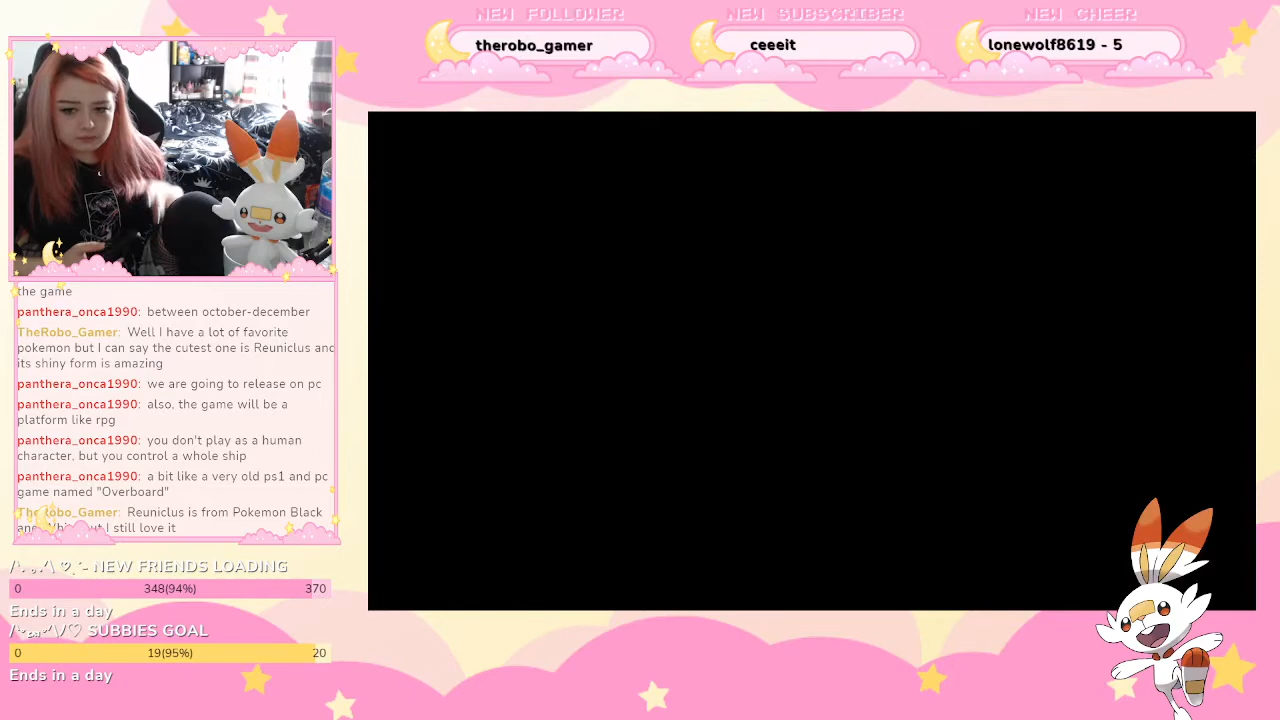 NEW FOLLOWER
NEW SUBSCRIBER
NEW CHEER
therobo_gamer
ceeeit
lonewolf8619 - 5
the game
panthera_onca1990: between october-december
TheRobo_Gamer: Well I have a lot of favorite
pokemon but I can say the cutest one is Reuniclus and
its shiny form is amazing
panthera_onca1990: we are going to release on pc
panthera_onca1990: also, the game will be a
platform like rpg
panthera_onca1990: you don't play as a human
character, but you control a whole ship
panthera_onca1990: a bit like a very old ps1 and pc
game named "Overboard"
TheRobo_Gamer: Reuniclus is from Pokemon Black
and Whi but I still love it
NEW FRIENDS LOADING
0 348(94%) 370
Ends in a day
SUBBIES GOAL
0 19(95%) 20
Ends in a day